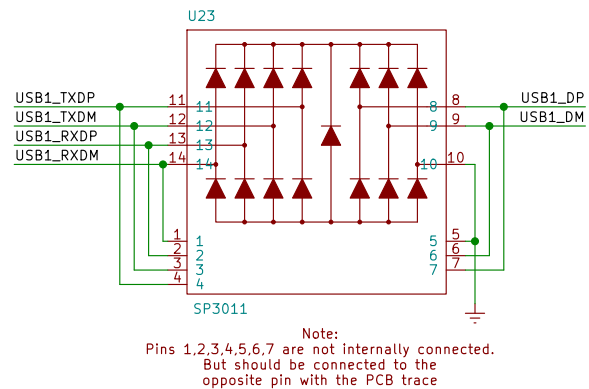 U23
USB1_TXDP 11 11 8 8 USB1_DP
USB1_TXDM 12 12 9 9 USB1_DM
USB1_RXDP 13 13
USB1_RXDM 14 14 10 10
1 1 5 5
2 2 6 6
3 3 7 7
4 4
SP3011
Note:
Pins 1,2,3,4,5,6,7 are not internally connected.
But should be connected to the
opposite pin with the PCB trace